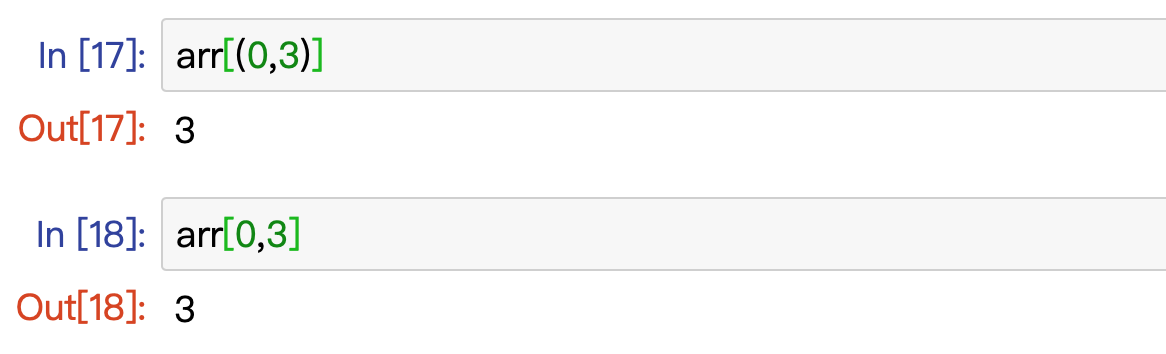 In [17]: arr[(0,3)]
Out[17]: 3
In [18]: arr[0,3]
Out[18]: 3